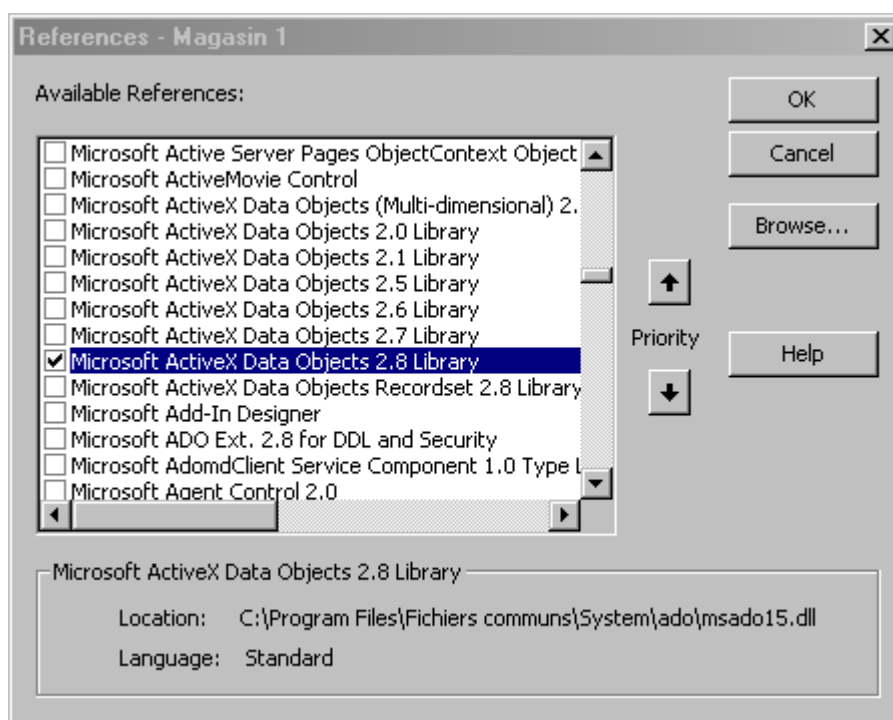 References - Magasin 1
Available References:
Microsoft Active Server Pages ObjectContext Object
Microsoft ActiveMovie Control
Microsoft ActiveX Data Objects (Multi-dimensional) 2.
Microsoft ActiveX Data Objects 2.0 Library
Microsoft ActiveX Data Objects 2.1 Library
Microsoft ActiveX Data Objects 2.5 Library
Microsoft ActiveX Data Objects 2.6 Library
Microsoft ActiveX Data Objects 2.7 Library
Microsoft ActiveX Data Objects 2.8 Library
Microsoft ActiveX Data Objects Recordset 2.8 Library
Microsoft Add-In Designer
Microsoft ADO Ext. 2.8 for DDL and Security
Microsoft AdomdClient Service Component 1.0 Type L
Microsoft Agent Control 2.0
Priority
OK
Cancel
Browse...
Help
Microsoft ActiveX Data Objects 2.8 Library
Location: C:\Program Files\Fichiers communs\System\ado\msado15.dll
Language: Standard